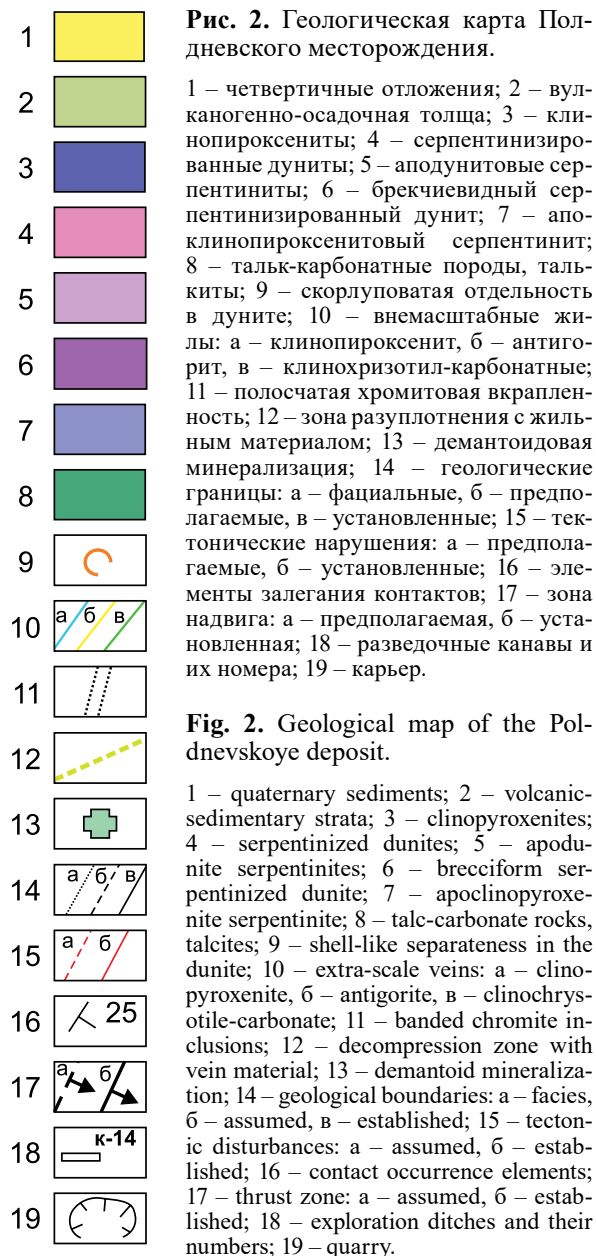 1
2
3
4
5
6
7
8
9
10 а б в
11
12
13
14 а б в
15 а б
16 25
17 а б
18 к-14
19
Рис. 2. Геологическая карта Пол-
дневского месторождения.
1 – четвертичные отложения; 2 – вул-
каногенно-осадочная толща; 3 – кли-
нопироксениты; 4 – серпентинизиро-
ванные дуниты; 5 – аподунитовые сер-
пентиниты; 6 – брекчиевидный сер-
пентинизированный дунит; 7 – апо-
клинопироксенитовый серпентинит;
8 – тальк-карбонатные породы, таль-
киты; 9 – скорлуповатая отдельность
в дуните; 10 – внемасштабные жи-
лы: а – клинопироксенит, б – антиго-
рит, в – клинохризотил-карбонатные;
11 – полосчатая хромитовая вкраплен-
ность; 12 – зона разуплотнения с жиль-
ным материалом; 13 – демантоидовая
минерализация; 14 – геологические
границы: а – фациальные, б – предпо-
лагаемые, в – установленные; 15 – тек-
тонические нарушения: а – предпола-
гаемые, б – установленные; 16 – эле-
менты залегания контактов; 17 – зона
надвига: а – предполагаемая, б – уста-
новленная; 18 – разведочные канавы и
их номера; 19 – карьер.
Fig. 2. Geological map of the Pol-
dnevskoye deposit.
1 – quaternary sediments; 2 – volcanic-
sedimentary strata; 3 – clinopyroxenites;
4 – serpentinized dunites; 5 – apodu-
nite serpentinites; 6 – brecciform ser-
pentinized dunite; 7 – apoclinopyroxe-
nite serpentinite; 8 – talc-carbonate rocks,
talcites; 9 – shell-like separateness in the
dunite; 10 – extra-scale veins: а – clino-
pyroxenite, б – antigorite, в – clinochrys-
otile-carbonate; 11 – banded chromite in-
clusions; 12 – decompression zone with
vein material; 13 – demantoid mineraliza-
tion; 14 – geological boundaries: а – facies,
б – assumed, в – established; 15 – tecton-
ic disturbances: а – assumed, б – estab-
lished; 16 – contact occurrence elements;
17 – thrust zone: а – assumed, б – estab-
lished; 18 – exploration ditches and their
numbers; 19 – quarry.